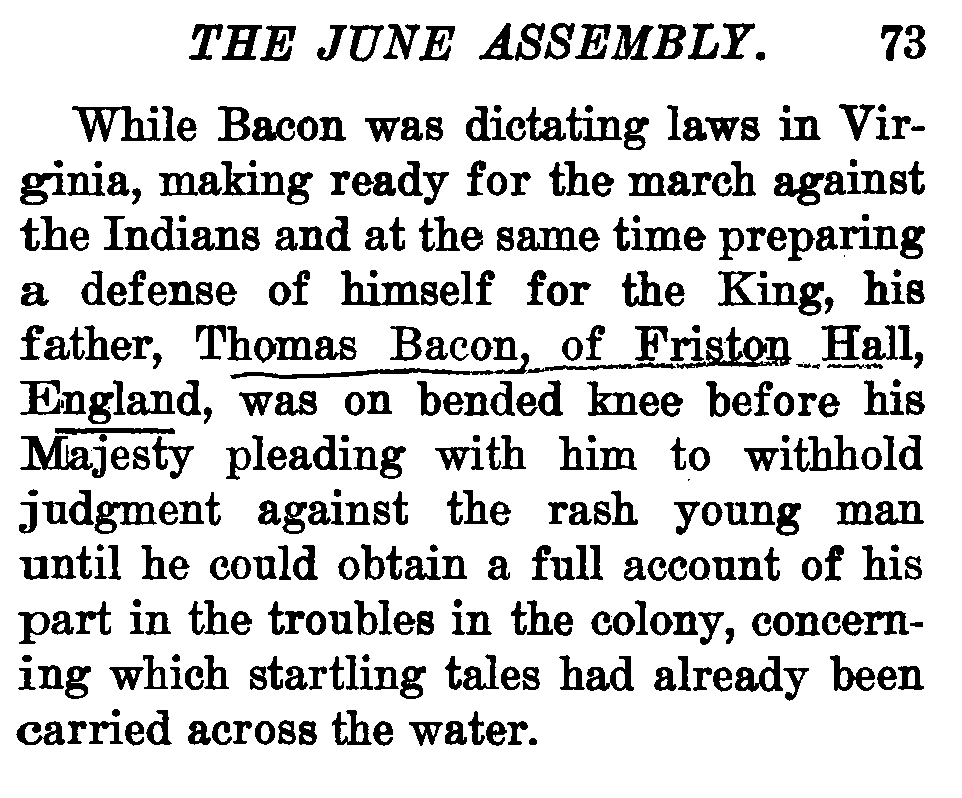 THE JUNE ASSEMBLY. 73
While Bacon was dictating laws in Vir-
ginia, making ready for the march against
the Indians and at the same time preparing
a defense of himself for the King, his
father, Thomas Bacon, of Friston Hall,
England, was on bended knee before his
Majesty pleading with him to withhold
judgment against the rash young man
until he could obtain a full account of his
part in the troubles in the colony, concern-
ing which startling tales had already been
carried across the water.